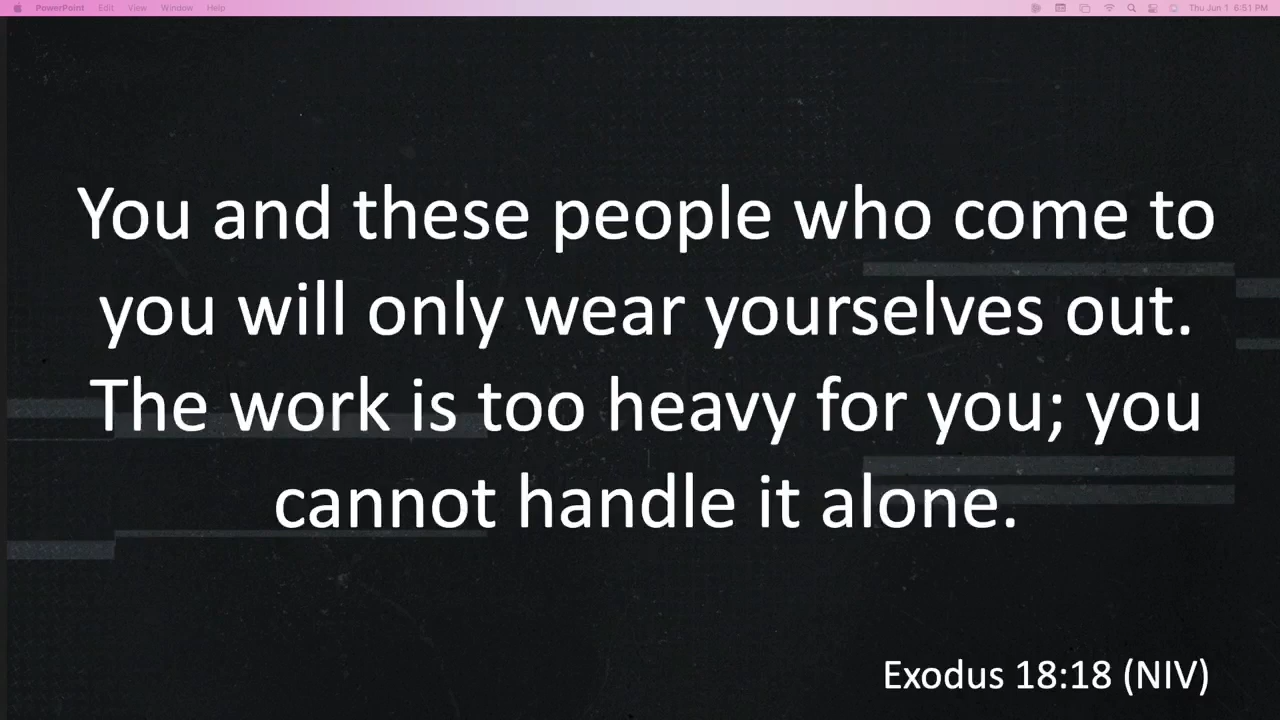 PowerPoint Edit View Window Help Thu Jun 1 6:51 PM
You and these people who come to
you will only wear yourselves out.
The work is too heavy for you; you
cannot handle it alone.
Exodus 18:18 (NIV)